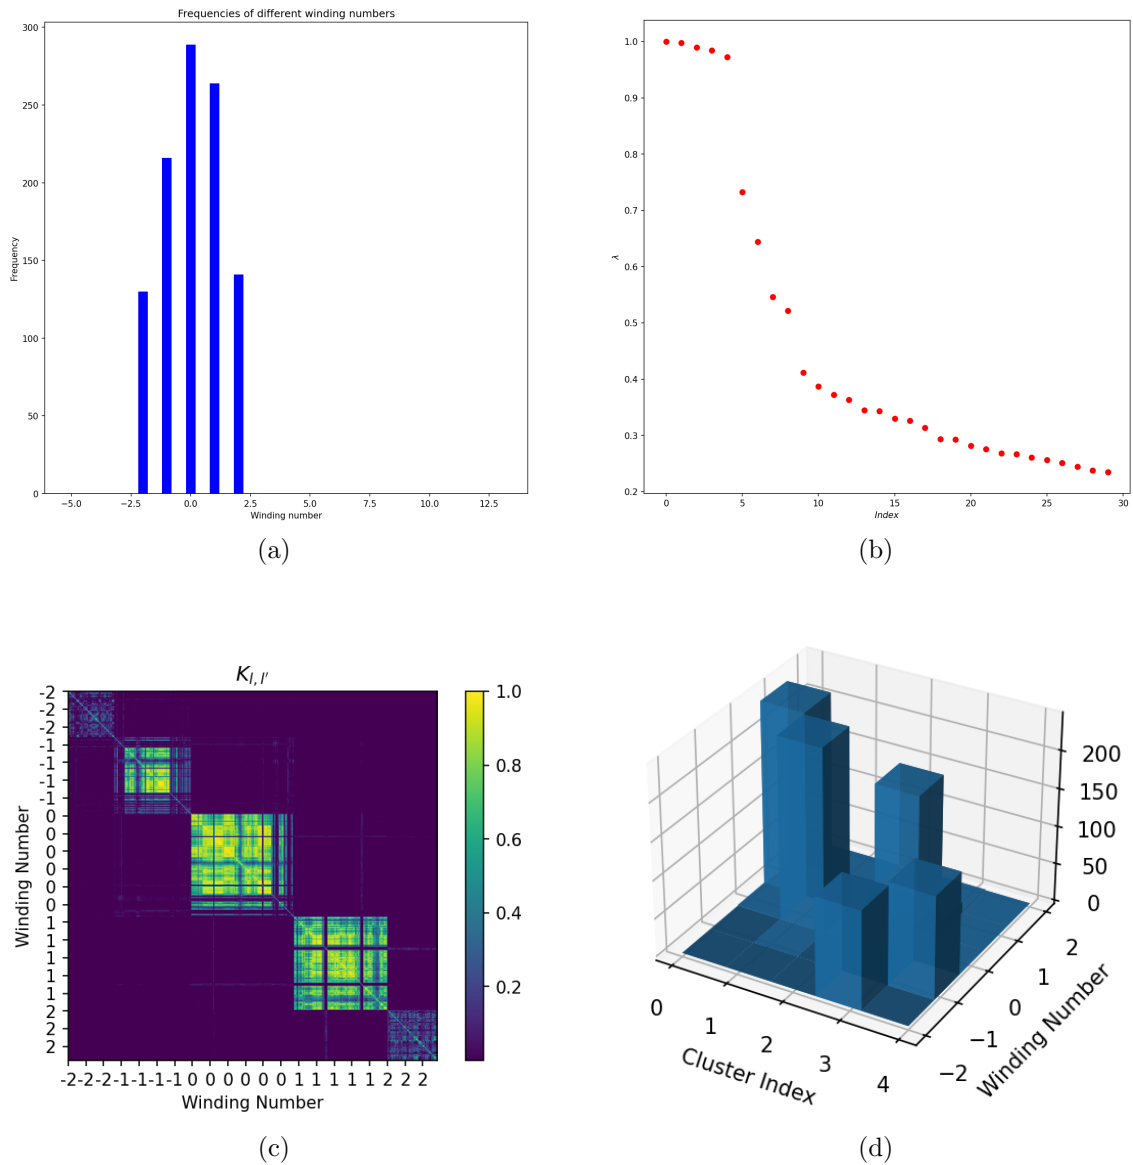 Frequencies of different winding numbers
300
250
200
150
100
50
0
Frequency
−5.0 −2.5 0.0 2.5 5.0 7.5 10.0 12.5
Winding number
(a)
1.0
0.9
0.8
0.7
0.6
0.5
0.4
0.3
0.2
λ
0 5 10 15 20 25 30
Index
(b)
K_{l,l'}
-2
-2
-2
-1
-1
-1
-1
0
0
0
0
0
0
1
1
1
1
1
2
2
2
Winding Number
-2-2-2-1-1-1-1 0 0 0 0 0 0 1 1 1 1 1 2 2 2
Winding Number
1.0
0.8
0.6
0.4
0.2
(c)
200
150
100
50
0
0 1 2 3 4
Cluster Index
−2 −1 0 1 2
Winding Number
(d)